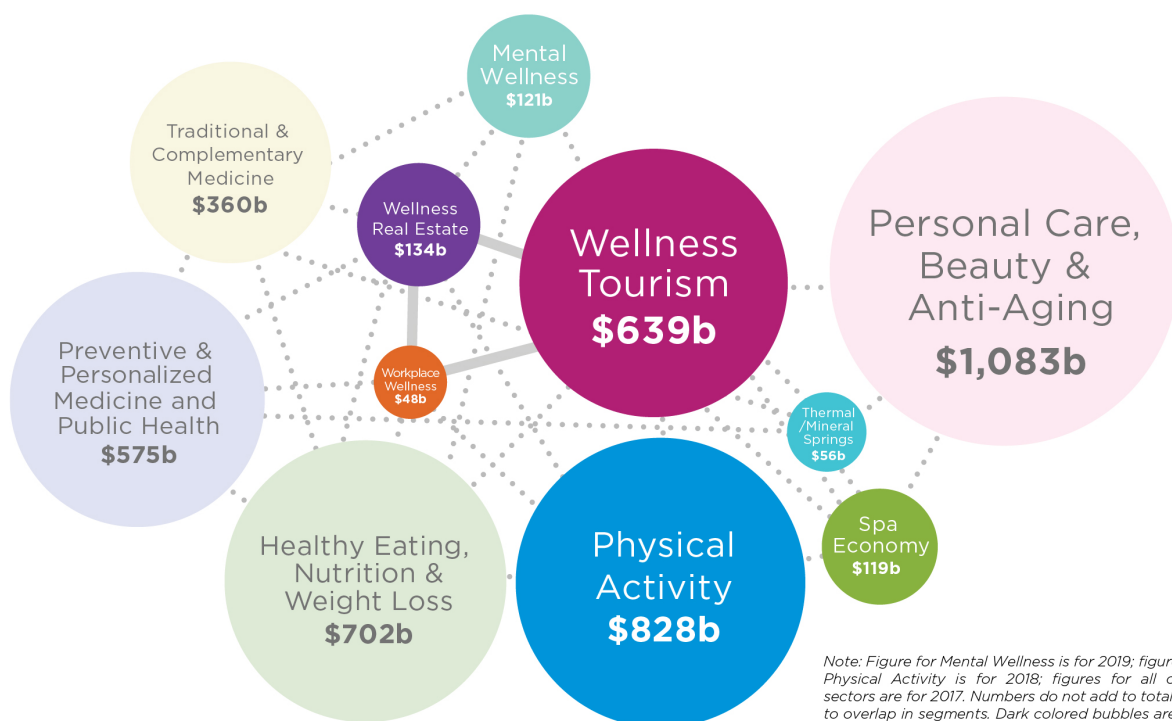 Mental
Wellness
$121b
Traditional &
Complementary
Medicine
$360b
Wellness
Real Estate
$134b
Wellness
Tourism
$639b
Personal Care,
Beauty &
Anti-Aging
$1,083b
Preventive &
Personalized
Medicine and
Public Health
$575b
Workplace
Wellness
$48b
Thermal
/Mineral
Springs
$56b
Healthy Eating,
Nutrition &
Weight Loss
$702b
Physical
Activity
$828b
Spa
Economy
$119b
Note: Figure for Mental Wellness is for 2019;
Physical Activity is for 2018; figures for all
sectors are for 2017. Numbers do not add to total
to overlap in segments. Dark colored bubbles are